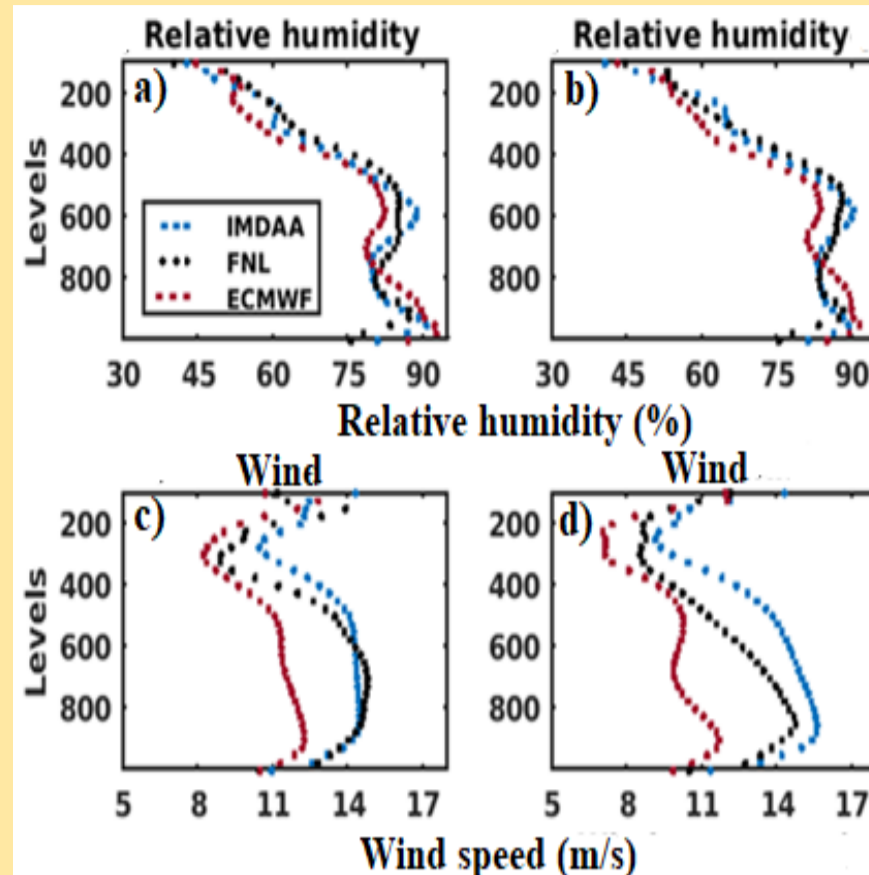 Relative humidity
Relative humidity
a)
b)
200
400
600
800
Levels
IMDAA
FNL
ECMWF
200
400
600
800
30 45 60 75 90
30 45 60 75 90
Relative humidity (%)
Wind
Wind
c)
d)
200
400
600
800
Levels
200
400
600
800
5 8 11 14 17
5 8 11 14 17
Wind speed (m/s)